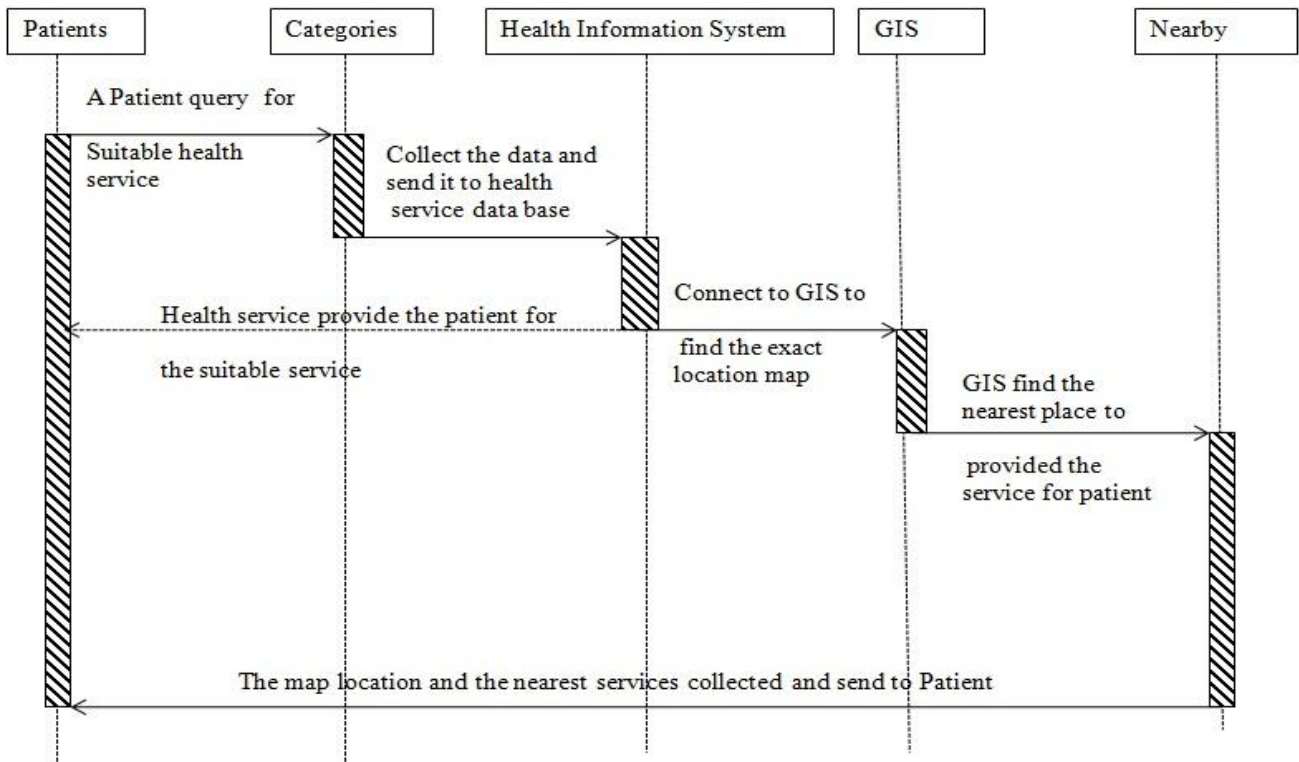 Patients
Categories
Health Information System
GIS
Nearby
A Patient query for
Suitable health
service
Collect the data and
send it to health
service data base
Connect to GIS to
find the exact
location map
Health service provide the patient for
the suitable service
GIS find the
nearest place to
provided the
service for patient
The map location and the nearest services collected and send to Patient